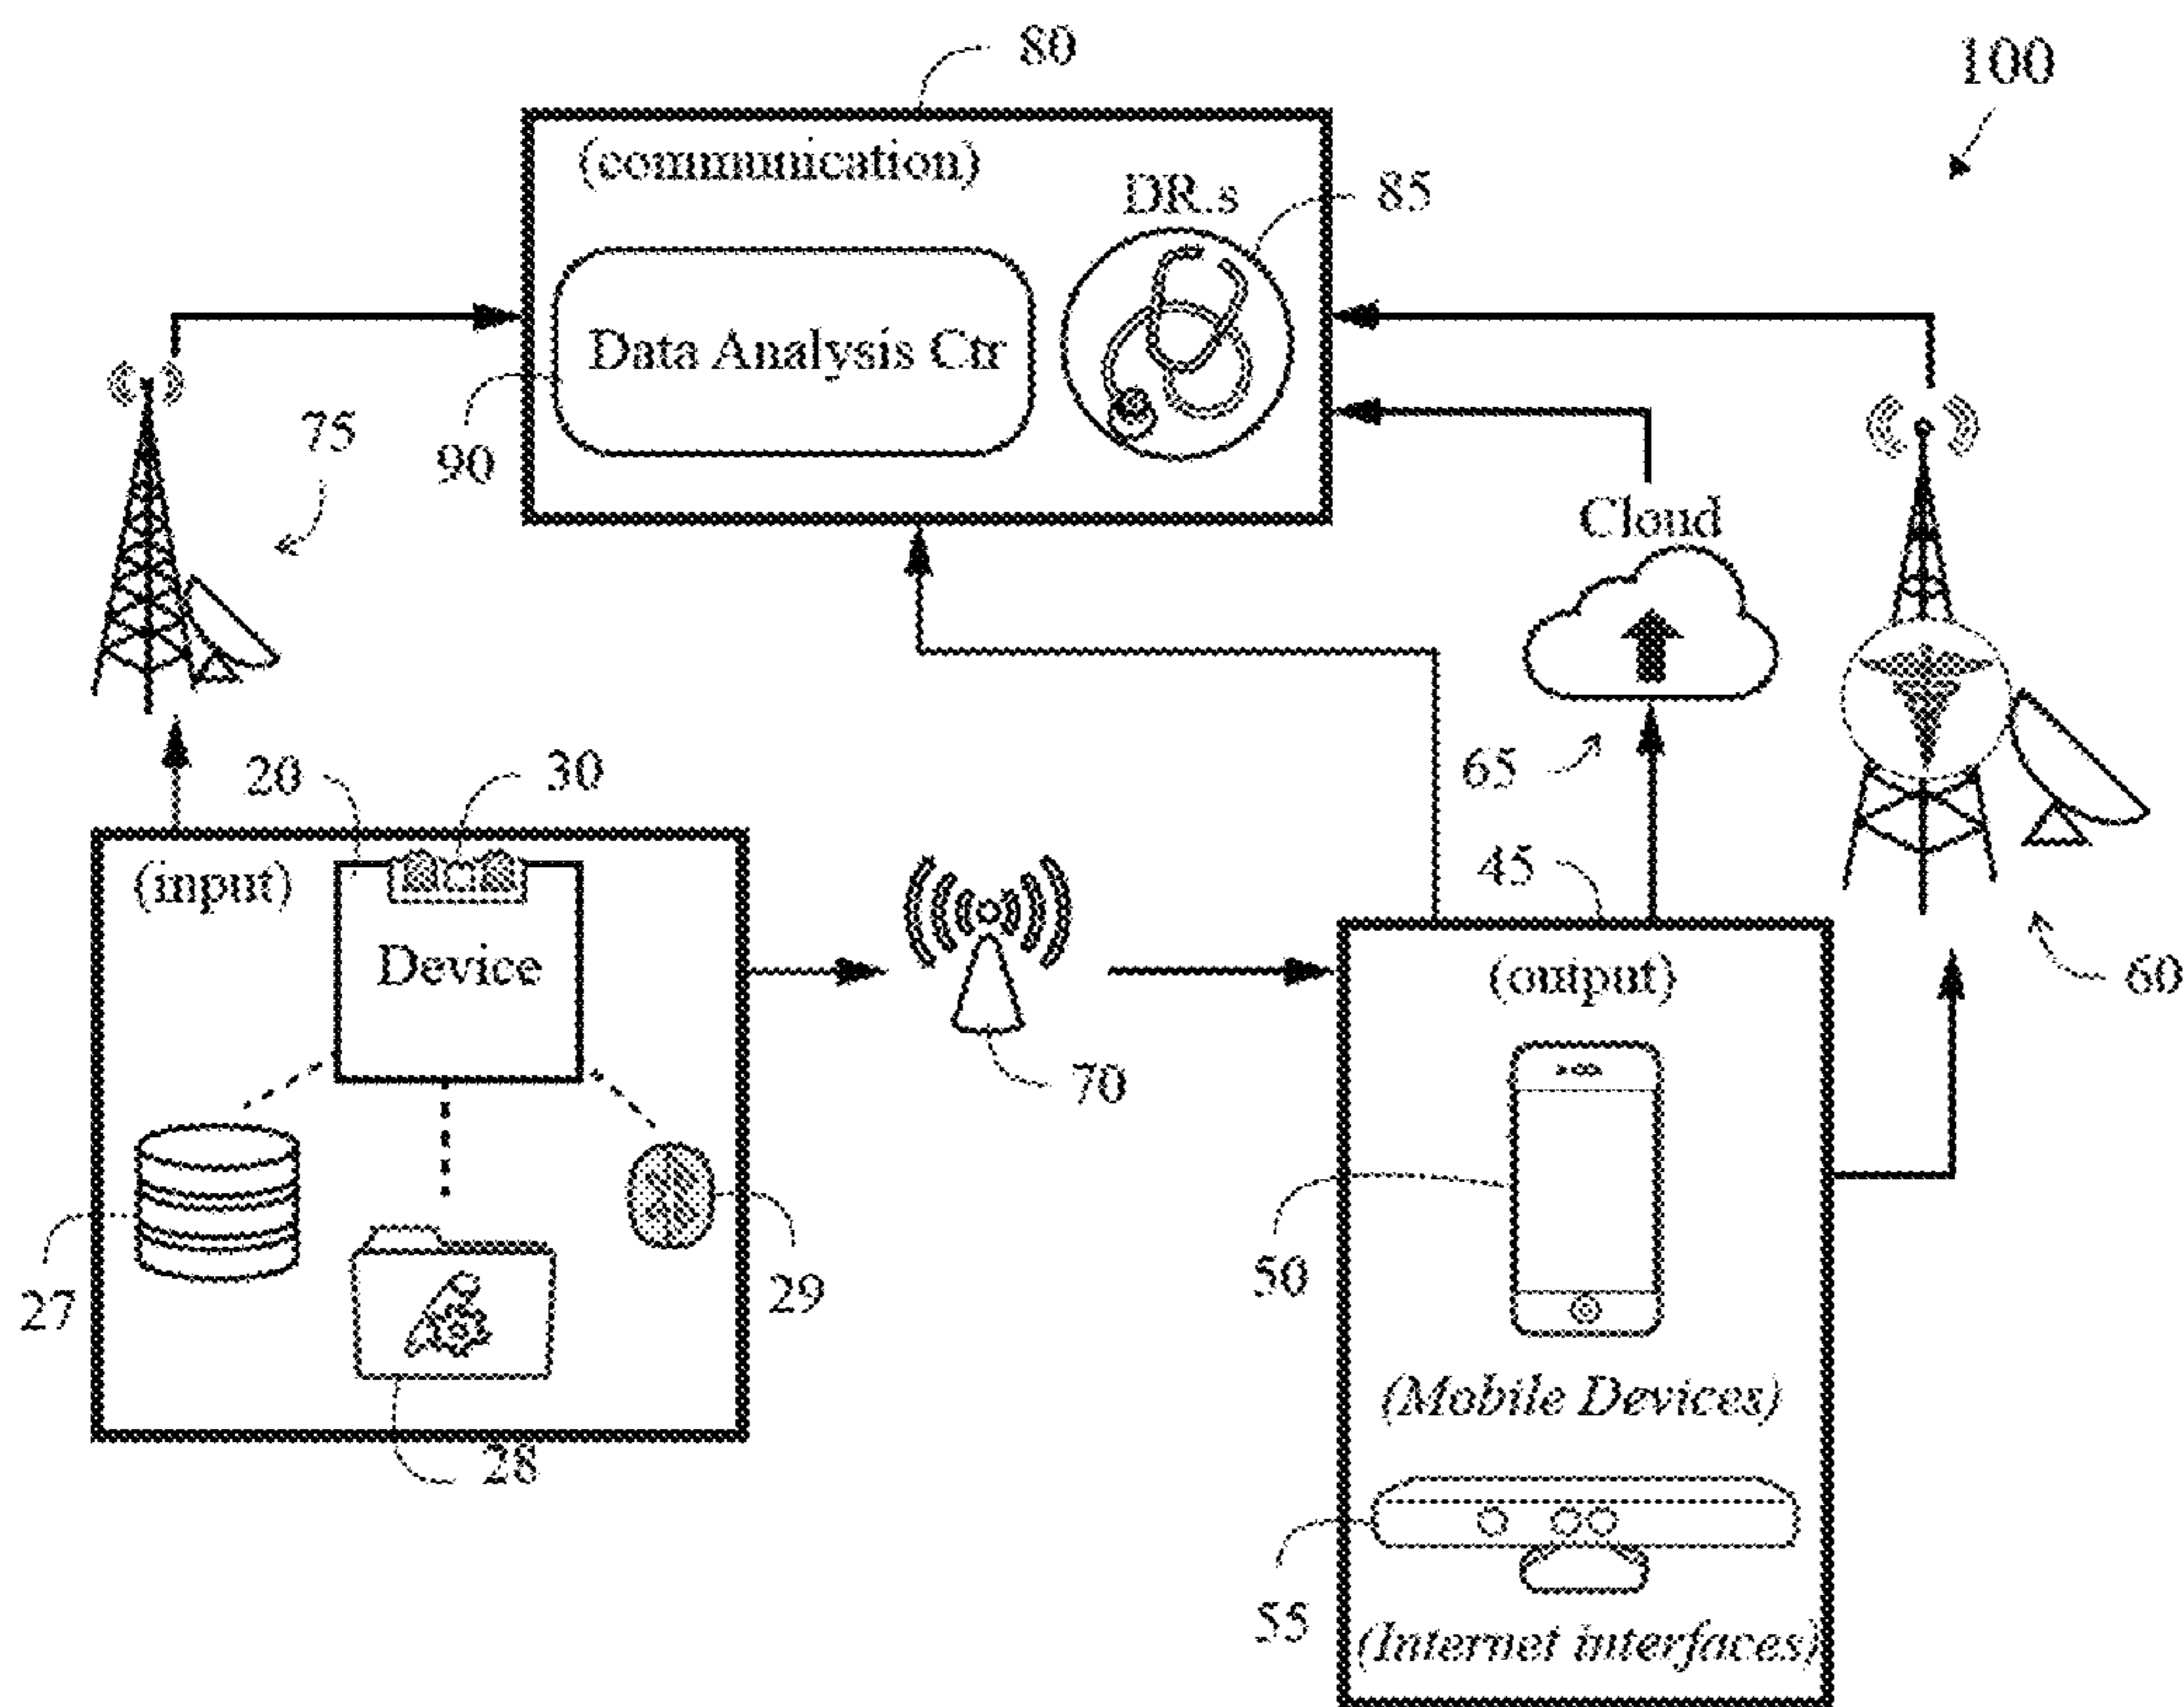 80
100
(communication)
DR.s
85
Data Analysis Ctr
90
75
Cloud
65
20
30
(input)
Device
45
60
(output)
70
27
28
29
50
(Mobile Devices)
55
(Internet interfaces)